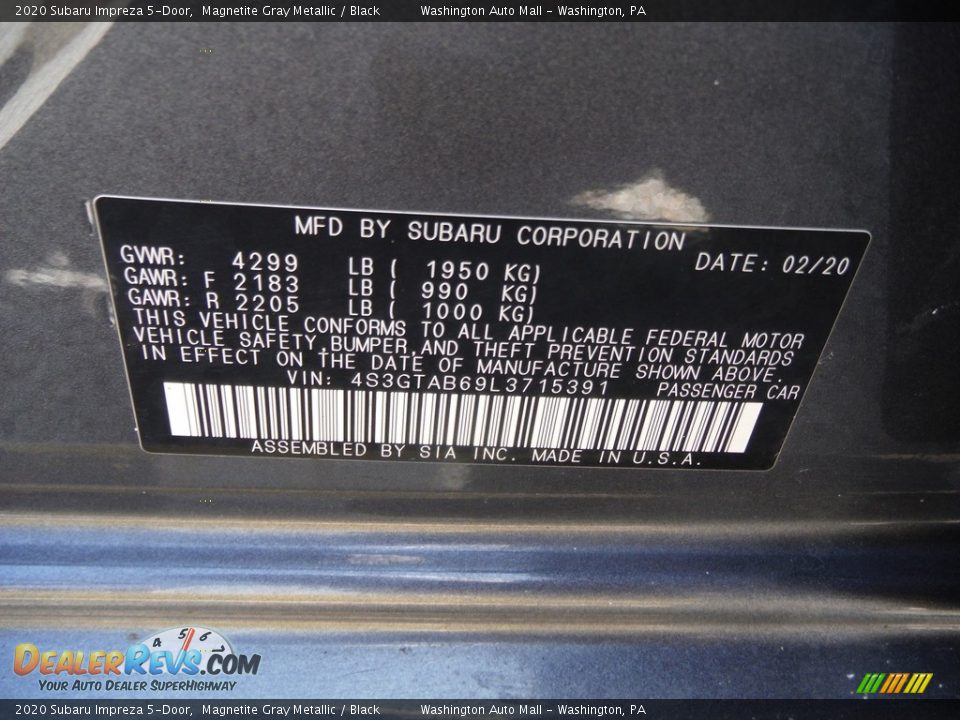 2020 Subaru Impreza 5-Door, Magnetite Gray Metallic / Black Washington Auto Mall - Washington, PA
MFD BY SUBARU CORPORATION
DATE: 02/20
GVWR: 4299 LB ( 1950 KG)
GAWR: F 2183 LB ( 990 KG)
GAWR: R 2205 LB ( 1000 KG)
THIS VEHICLE CONFORMS TO ALL APPLICABLE FEDERAL MOTOR
VEHICLE SAFETY,BUMPER,AND THEFT PREVENTION STANDARDS
IN EFFECT ON THE DATE OF MANUFACTURE SHOWN ABOVE.
VIN: 4S3GTAB69L3715391 PASSENGER CAR
ASSEMBLED BY SIA INC. MADE IN U.S.A.
4 5 6
DEALERREVS.COM
YOUR AUTO DEALER SUPERHIGHWAY
2020 Subaru Impreza 5-Door, Magnetite Gray Metallic / Black Washington Auto Mall - Washington, PA